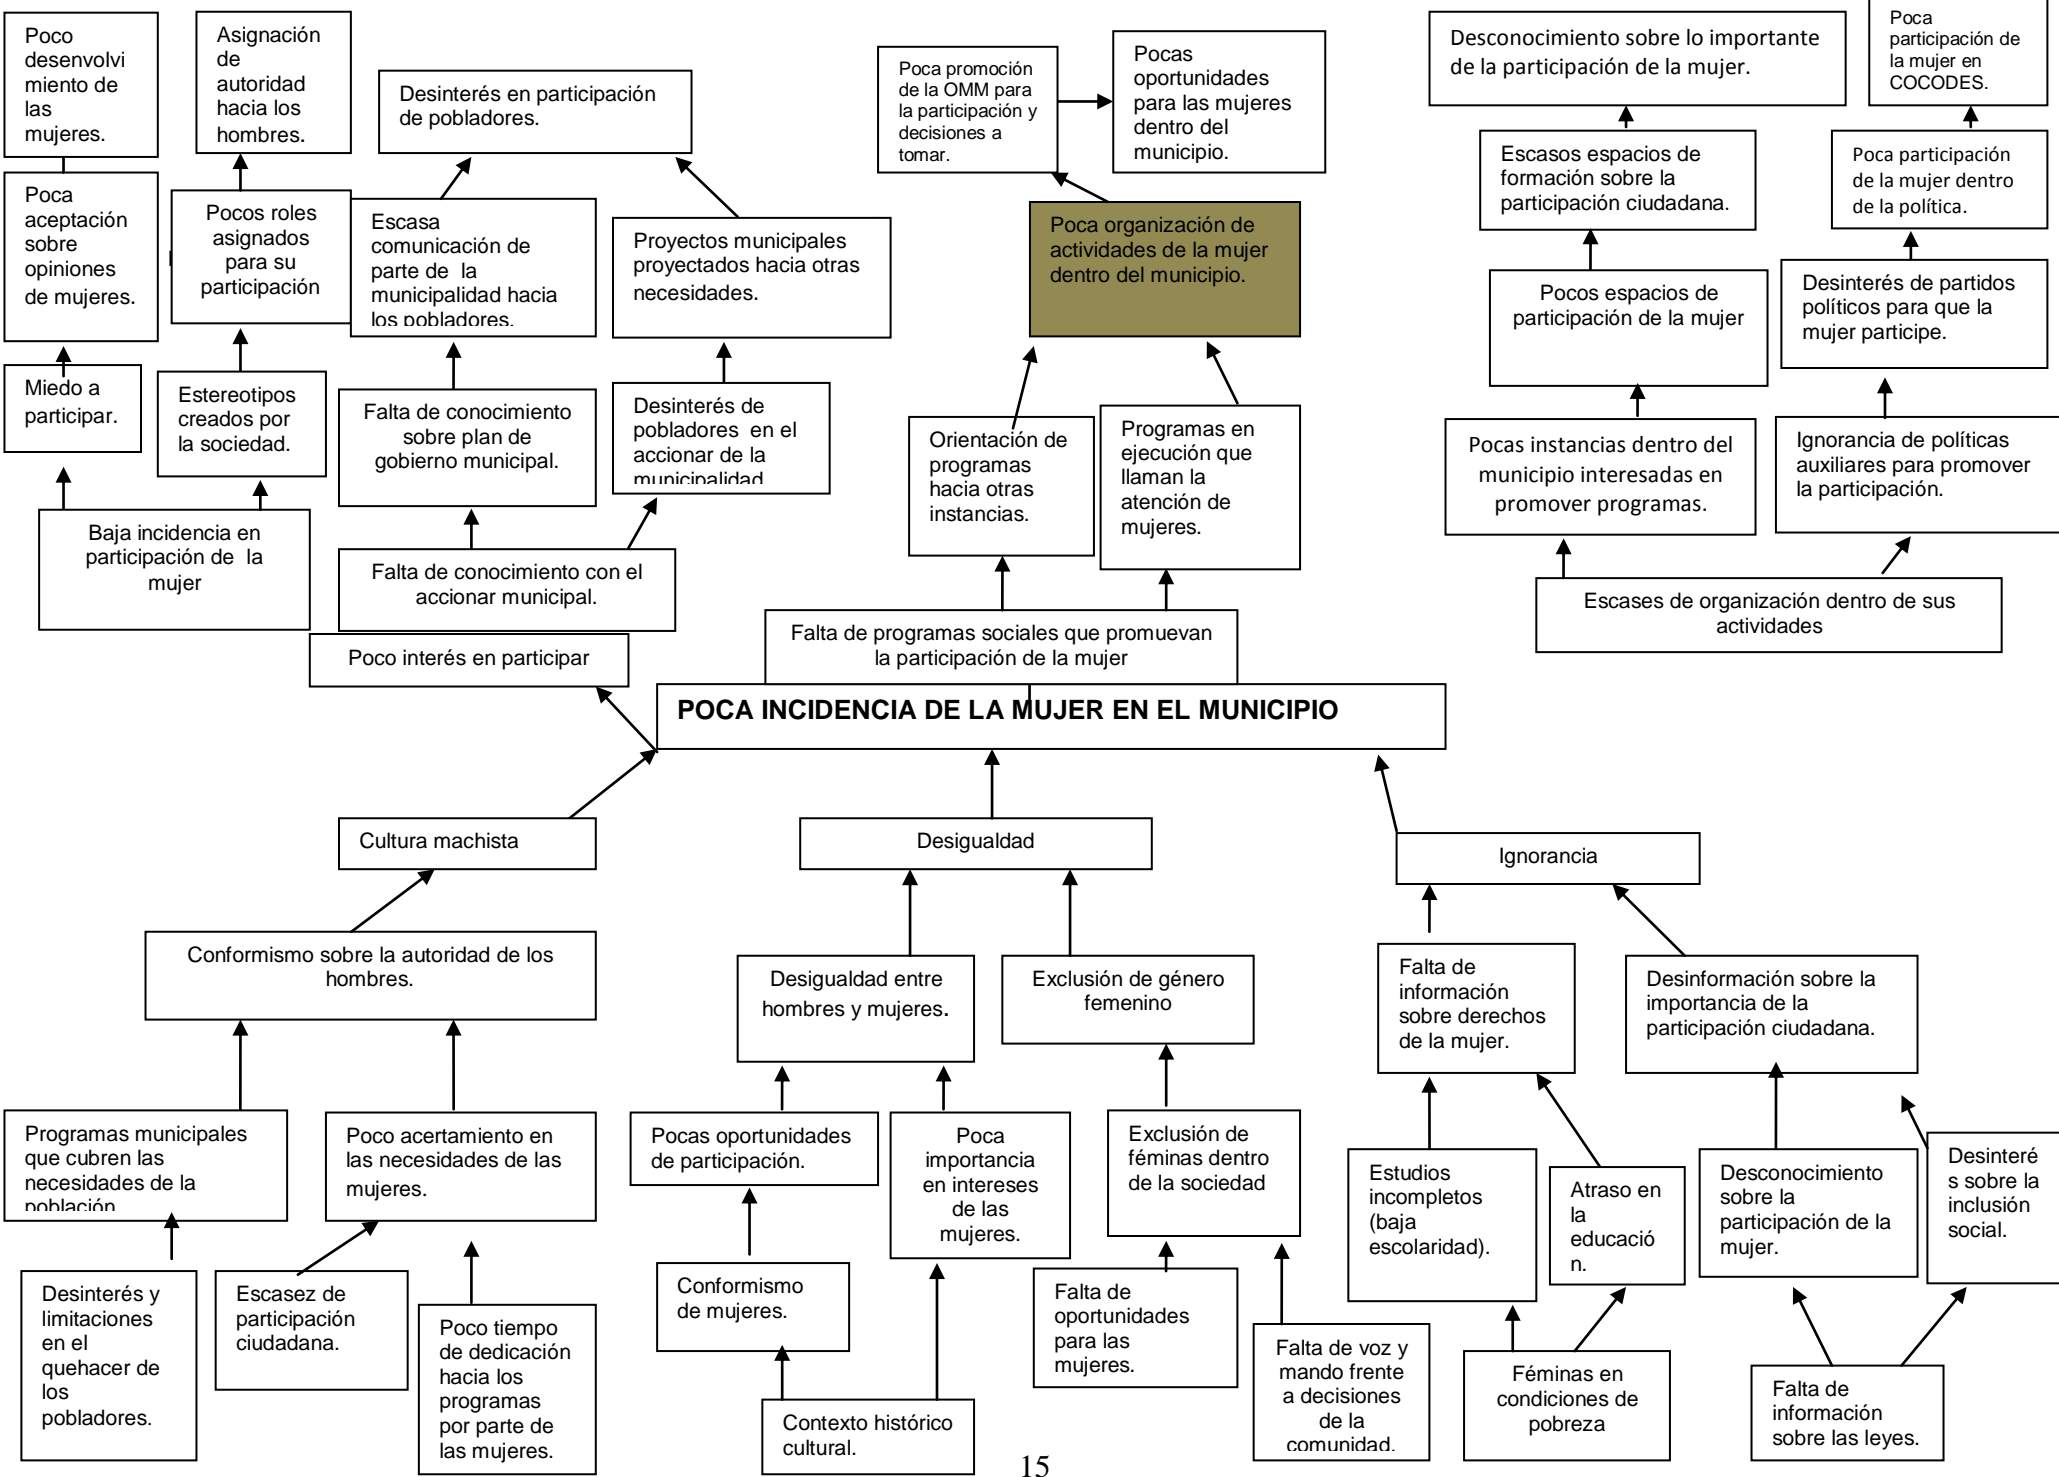 Poco
desenvolvi
miento de
las
mujeres.
Asignación
de
autoridad
hacia los
hombres.
Desinterés en participación
de pobladores.
Poca promoción
de la OMM para
la participación y
decisiones a
tomar.
Pocas
oportunidades
para las mujeres
dentro del
municipio.
Desconocimiento sobre lo importante
de la participación de la mujer.
Poca
participación de
la mujer en
COCODES.
Poca
aceptación
sobre
opiniones
de mujeres.
Pocos roles
asignados
para su
participación
Escasa
comunicación de
parte de  la
municipalidad hacia
los pobladores.
Proyectos municipales
proyectados hacia otras
necesidades.
Poca organización de
actividades de la mujer
dentro del municipio.
Escasos espacios de
formación sobre la
participación ciudadana.
Poca participación
de la mujer dentro
de la política.
Pocos espacios de
participación de la mujer
Desinterés de partidos
políticos para que la
mujer participe.
Miedo a
participar.
Estereotipos
creados por
la sociedad.
Falta de conocimiento
sobre plan de
gobierno municipal.
Desinterés de
pobladores  en el
accionar de la
municipalidad
Orientación de
programas
hacia otras
instancias.
Programas en
ejecución que
llaman la
atención de
mujeres.
Pocas instancias dentro del
municipio interesadas en
promover programas.
Ignorancia de políticas
auxiliares para promover
la participación.
Baja incidencia en
participación de  la
mujer
Falta de conocimiento con el
accionar municipal.
Escases de organización dentro de sus
actividades
Poco interés en participar
Falta de programas sociales que promuevan
la participación de la mujer
POCA INCIDENCIA DE LA MUJER EN EL MUNICIPIO
Cultura machista
Desigualdad
Ignorancia
Conformismo sobre la autoridad de los
hombres.
Desigualdad entre
hombres y mujeres.
Exclusión de género
femenino
Falta de
información
sobre derechos
de la mujer.
Desinformación sobre la
importancia de la
participación ciudadana.
Programas municipales
que cubren las
necesidades de la
población
Poco acertamiento en
las necesidades de las
mujeres.
Pocas oportunidades
de participación.
Poca
importancia
en intereses
de las
mujeres.
Exclusión de
féminas dentro
de la sociedad
Estudios
incompletos
(baja
escolaridad).
Atraso en
la
educació
n.
Desconocimiento
sobre la
participación de la
mujer.
Desinteré
s sobre la
inclusión
social.
Desinterés y
limitaciones
en el
quehacer de
los
pobladores.
Escasez de
participación
ciudadana.
Poco tiempo
de dedicación
hacia los
programas
por parte de
las mujeres.
Conformismo
de mujeres.
Contexto histórico
cultural.
Falta de
oportunidades
para las
mujeres.
Falta de voz y
mando frente
a decisiones
de la
comunidad.
Féminas en
condiciones de
pobreza
Falta de
información
sobre las leyes.
15